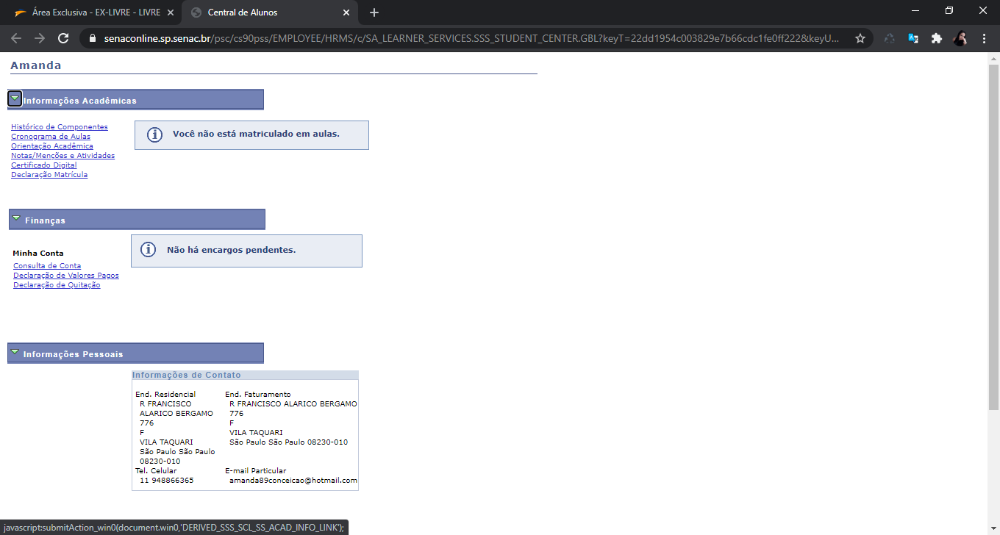 Área Exclusiva - EX-LIVRE - LIVRE
Central de Alunos
senaconline.sp.senac.br/psc/cs90pss/EMPLOYEE/HRMS/c/SA_LEARNER_SERVICES.SSS_STUDENT_CENTER.GBL?keyT=22dd1954c003829e7b66cdc1fe0ff222&keyU...
Amanda
Informações Acadêmicas
Histórico de Componentes
Cronograma de Aulas
Orientação Acadêmica
Notas/Menções e Atividades
Certificado Digital
Declaração Matrícula
Você não está matriculado em aulas.
Finanças
Minha Conta
Consulta de Conta
Declaração de Valores Pagos
Declaração de Quitação
Não há encargos pendentes.
Informações Pessoais
Informações de Contato
End. Residencial
R FRANCISCO
ALARICO BERGAMO
776
F
VILA TAQUARI
São Paulo São Paulo
08230-010
End. Faturamento
R FRANCISCO ALARICO BERGAMO
776
F
VILA TAQUARI
São Paulo São Paulo 08230-010
Tel. Celular
11 948866365
E-mail Particular
amanda89conceicao@hotmail.com
javascript:submitAction_win0(document.win0,'DERIVED_SSS_SCL_SS_ACAD_INFO_LINK');